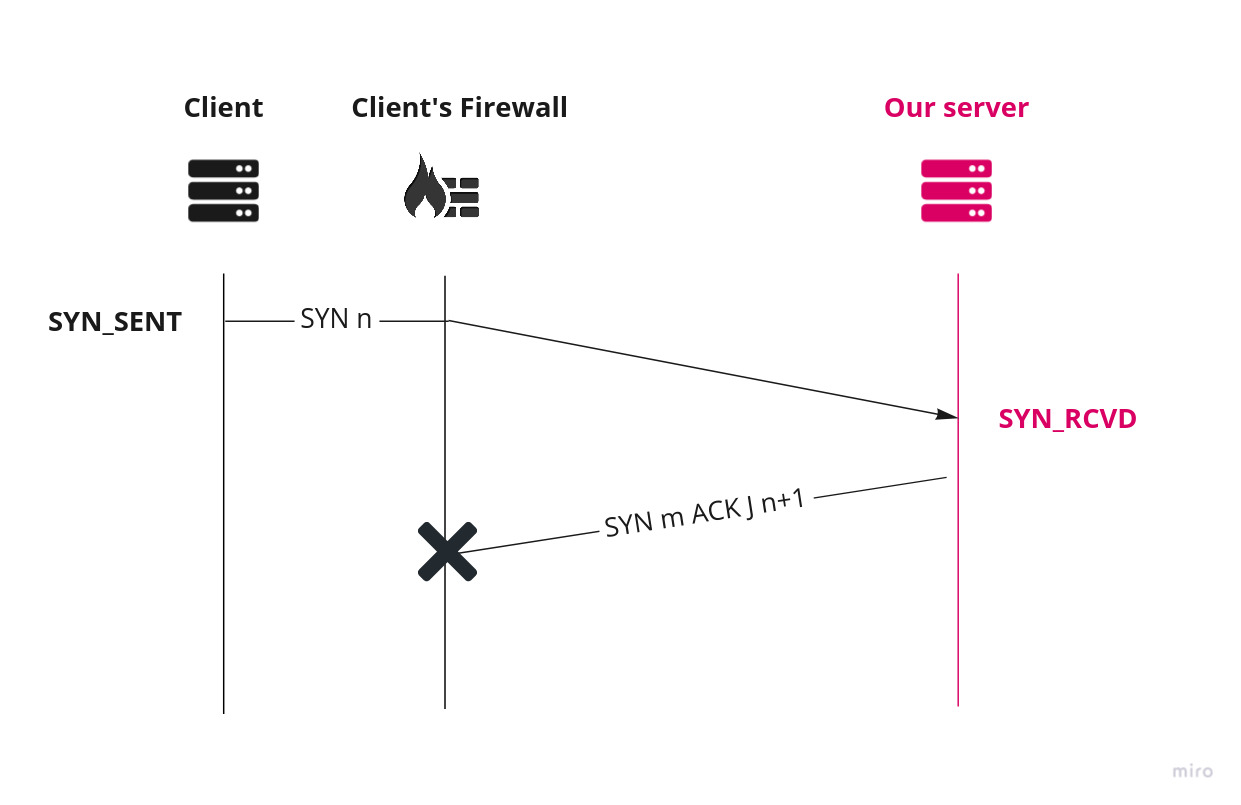 Client
Client's Firewall
Our server
SYN_SENT
SYN n
SYN_RCVD
SYN m ACK J n+1
miro